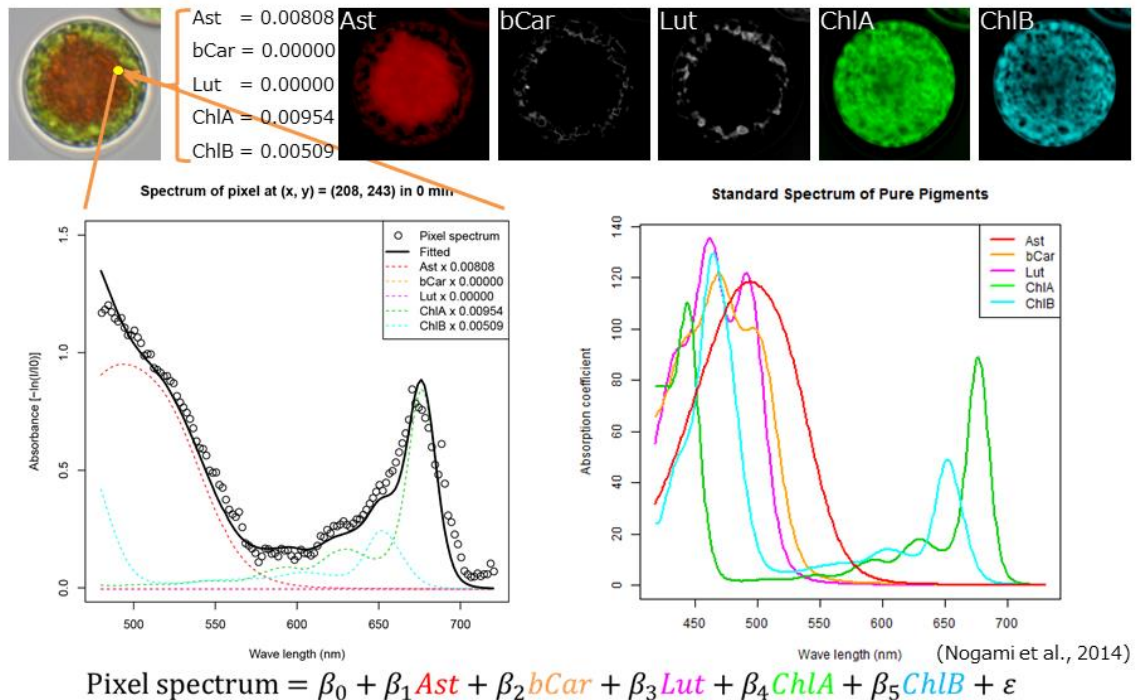 Ast = 0.00808
bCar = 0.00000
Lut = 0.00000
ChlA = 0.00954
ChlB = 0.00509
Ast
bCar
Lut
ChlA
ChlB
Spectrum of pixel at (x, y) = (208, 243) in 0 min
Absorbance [−ln(I/I0)]
1.5
1.0
0.5
0.0
Pixel spectrum
Fitted
Ast x 0.00808
bCar x 0.00000
Lut x 0.00000
ChlA x 0.00954
ChlB x 0.00509
500 550 600 650 700
Wave length (nm)
Standard Spectrum of Pure Pigments
Absorption coefficient
140
120
100
80
60
40
20
0
Ast
bCar
Lut
ChlA
ChlB
450 500 550 600 650 700
Wave length (nm)
(Nogami et al., 2014)
Pixel spectrum = β₀ + β₁Ast + β₂bCar + β₃Lut + β₄ChlA + β₅ChlB + ε